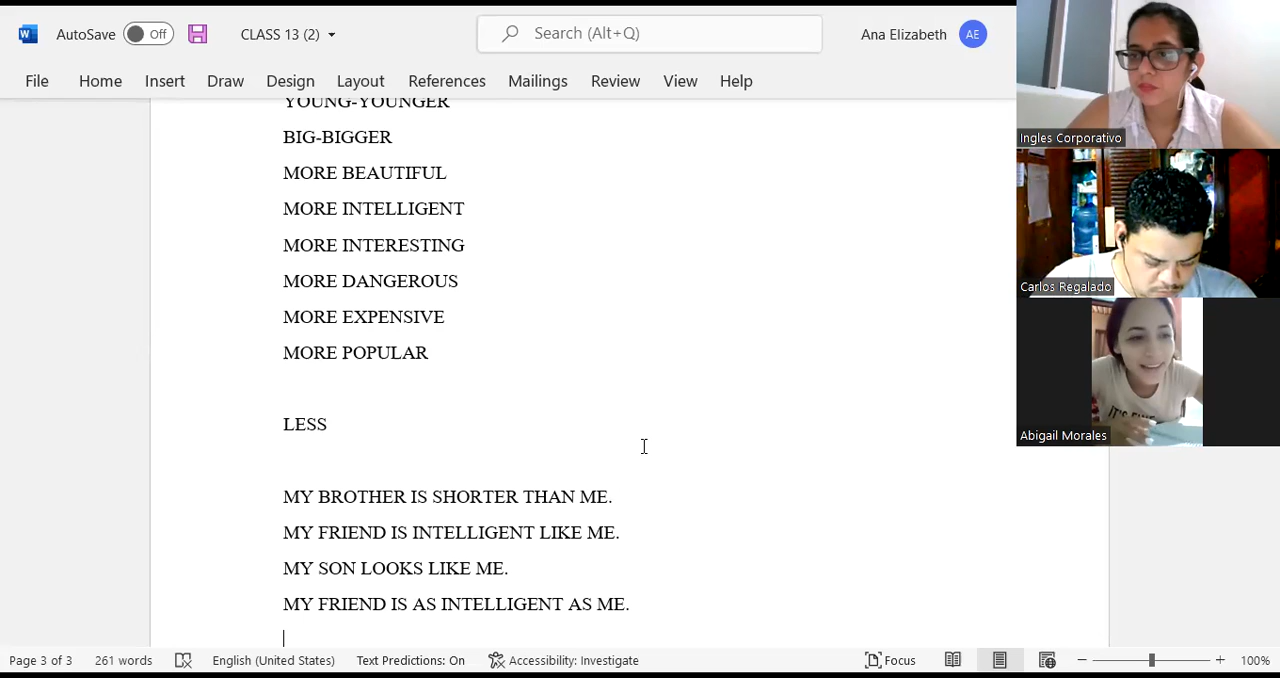 AutoSave Off CLASS 13 (2) Search (Alt+Q) Ana Elizabeth AE
File Home Insert Draw Design Layout References Mailings Review View Help
YOUNG-YOUNGER
BIG-BIGGER
MORE BEAUTIFUL
MORE INTELLIGENT
MORE INTERESTING
MORE DANGEROUS
MORE EXPENSIVE
MORE POPULAR
LESS
MY BROTHER IS SHORTER THAN ME.
MY FRIEND IS INTELLIGENT LIKE ME.
MY SON LOOKS LIKE ME.
MY FRIEND IS AS INTELLIGENT AS ME.
Page 3 of 3 261 words English (United States) Text Predictions: On Accessibility: Investigate Focus 100%
Ingles Corporativo
Carlos Regalado
IT'S FINE
Abigail Morales